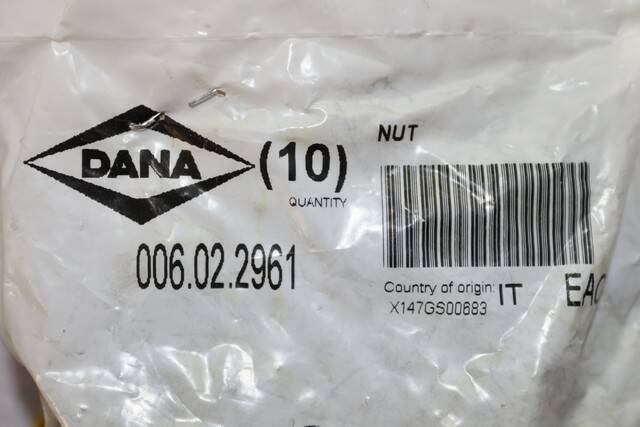 DANA
(10)
QUANTITY
006.02.2961
NUT
Country of origin: IT
X147GS00683
EAC